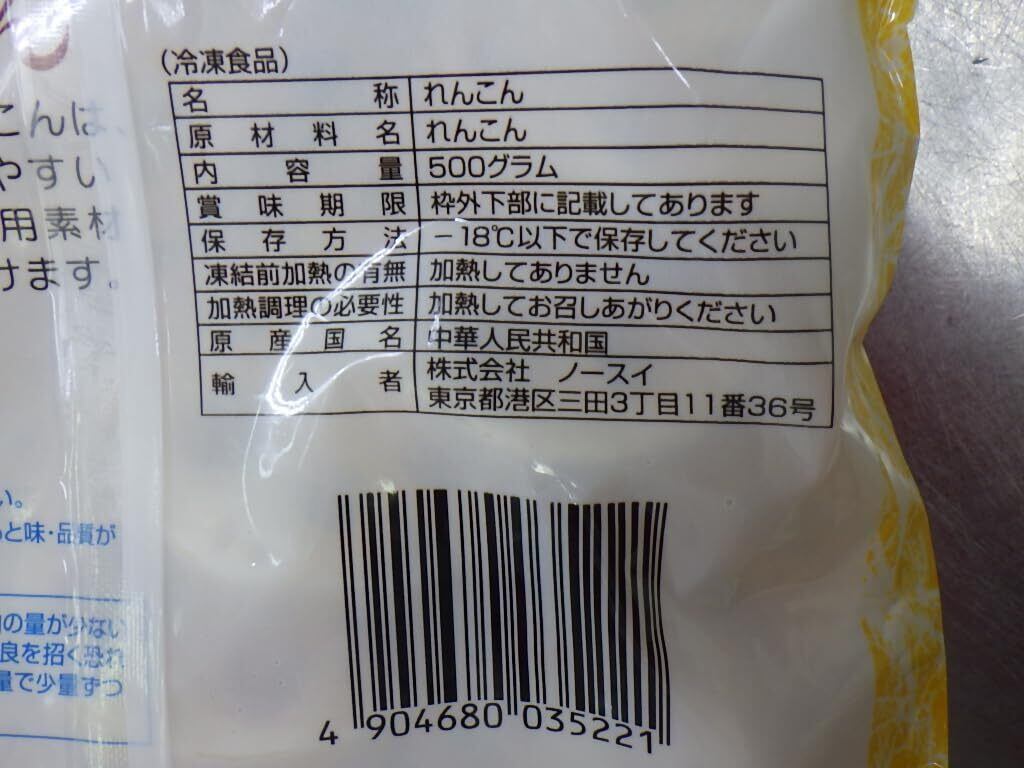 こんは、
やすい
用素材
けます。
(冷凍食品)
名称 れんこん
原材料名 れんこん
内容量 500グラム
賞味期限 枠外下部に記載してあります
保存方法 −18℃以下で保存してください
凍結前加熱の有無 加熱してありません
加熱調理の必要性 加熱してお召しあがりください
原産国名 中華人民共和国
輸入者 株式会社 ノースイ
東京都港区三田3丁目11番36号
い。
と味・品質が
の量が少ない
良を招く恐れ
量で少量ずつ
4 904680 035221